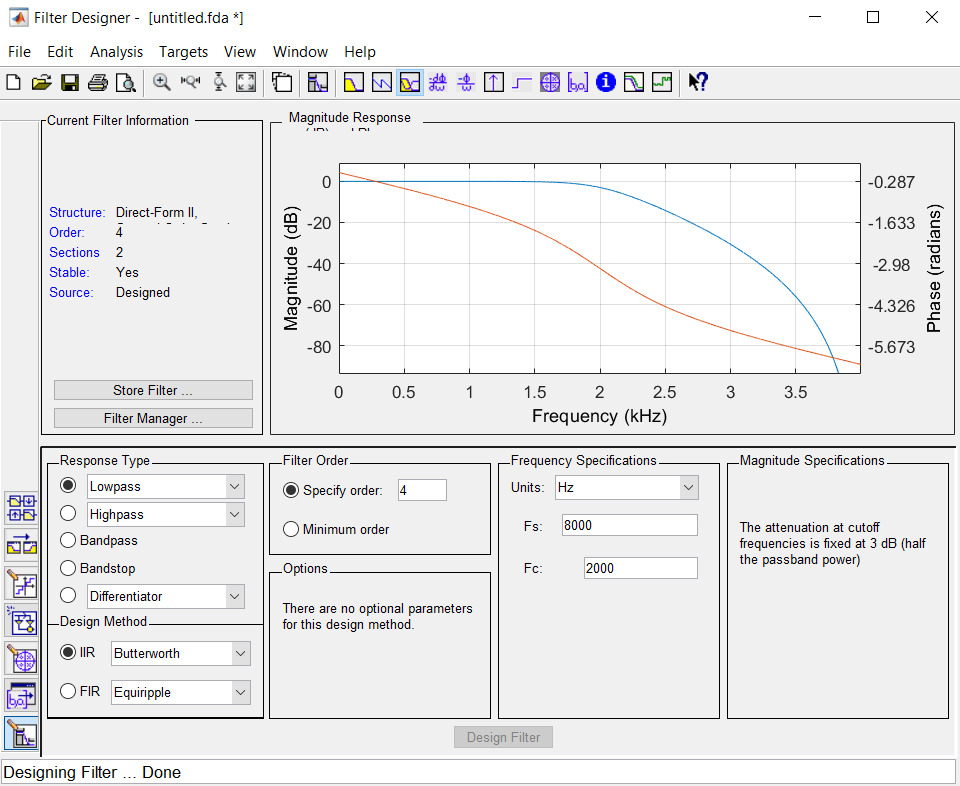 Filter Designer - [untitled.fda *]
File Edit Analysis Targets View Window Help
Current Filter Information
Structure: Direct-Form II,
Order: 4
Sections 2
Stable: Yes
Source: Designed
Store Filter ...
Filter Manager ...
Magnitude Response
0
-20
-40
-60
-80
Magnitude (dB)
0 0.5 1 1.5 2 2.5 3 3.5
Frequency (kHz)
-0.287
-1.633
-2.98
-4.326
-5.673
Phase (radians)
Response Type
Lowpass
Highpass
Bandpass
Bandstop
Differentiator
Design Method
IIR Butterworth
FIR Equiripple
Filter Order
Specify order: 4
Minimum order
Options
There are no optional parameters
for this design method.
Frequency Specifications
Units: Hz
Fs: 8000
Fc: 2000
Magnitude Specifications
The attenuation at cutoff
frequencies is fixed at 3 dB (half
the passband power)
Design Filter
Designing Filter ... Done